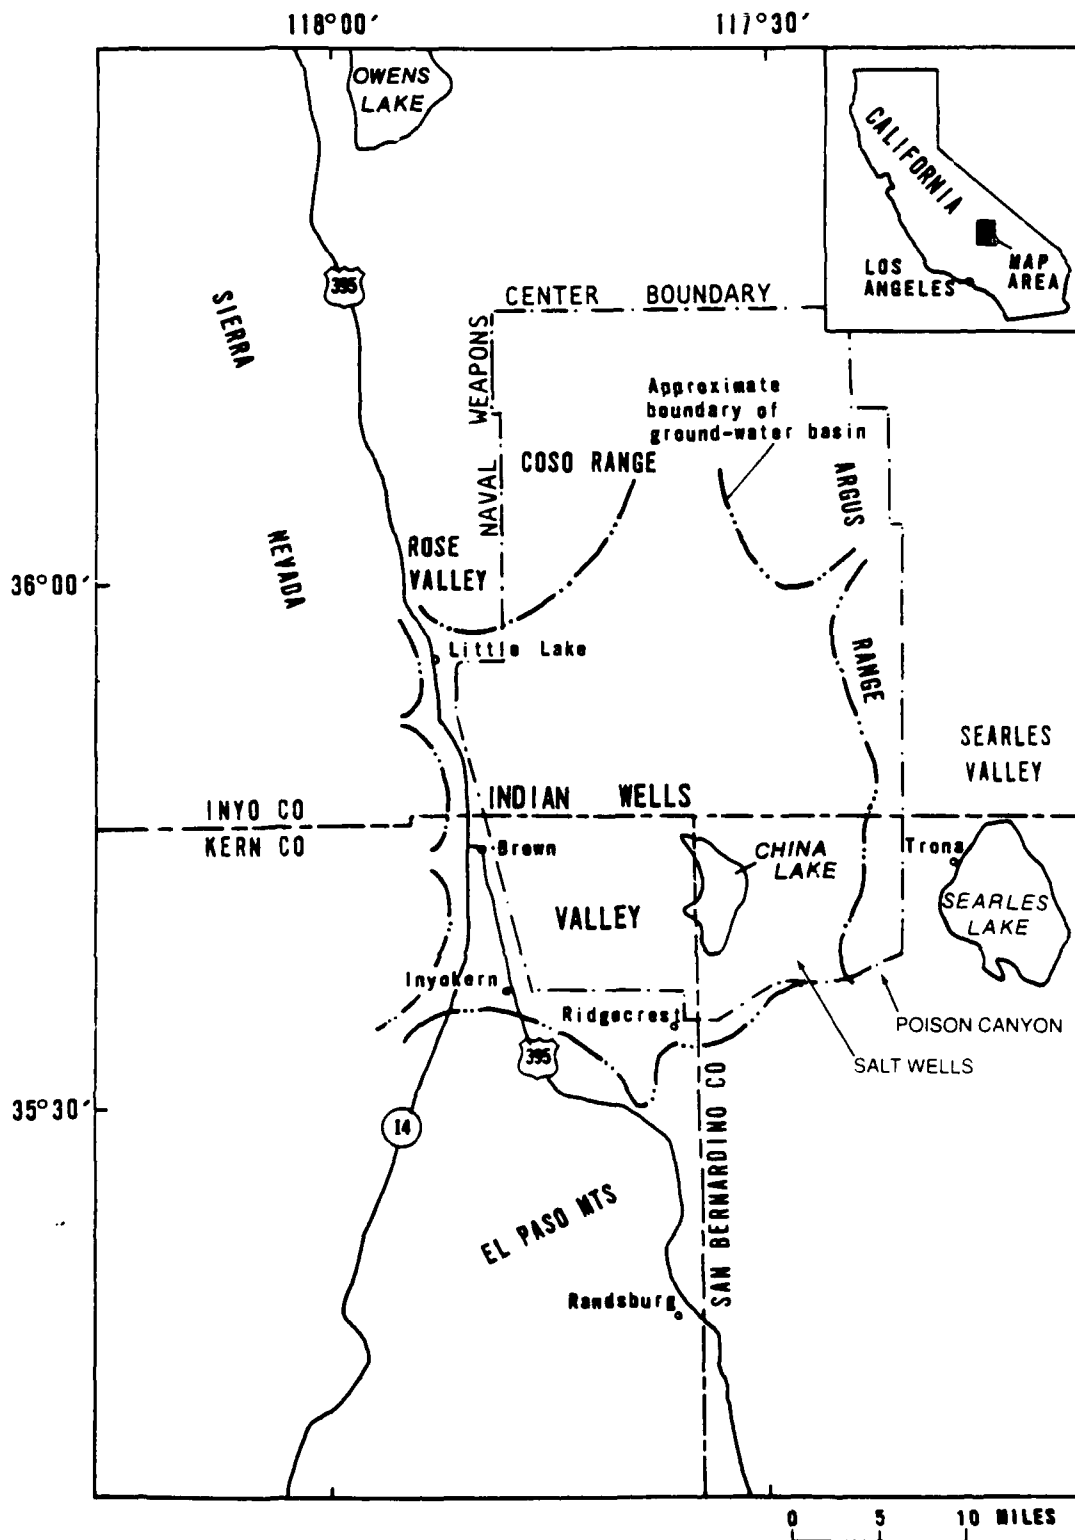 118°00′
117°30′
OWENS
LAKE
CALIFORNIA
MAP
AREA
LOS
ANGELES
395
SIERRA
CENTER BOUNDARY
WEAPONS
NAVAL
Approximate
boundary of
ground-water basin
COSO RANGE
ARGUS
NEVADA
ROSE
VALLEY
36°00′
Little Lake
RANGE
SEARLES
VALLEY
INDIAN WELLS
INYO CO
KERN CO
Brown
CHINA
LAKE
Trona
SEARLES
LAKE
VALLEY
Inyokern
Ridgecrest
POISON CANYON
SALT WELLS
395
35°30′
14
SAN BERNARDINO CO
EL PASO MTS
Randsburg
0 5 10 MILES